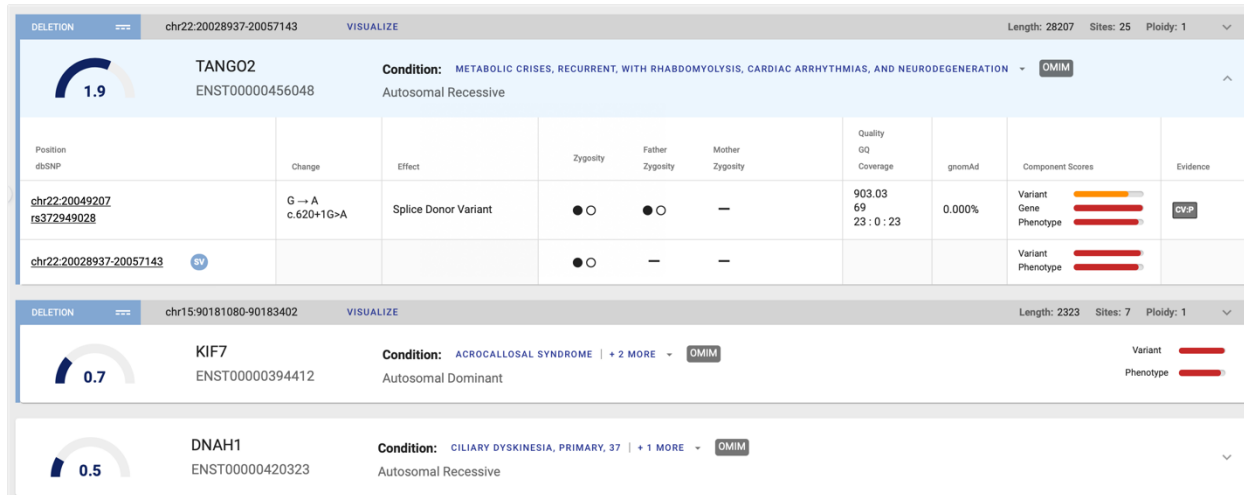 DELETION chr22:20028937-20057143 VISUALIZE Length: 28207 Sites: 25 Ploidy: 1
TANGO2 Condition: METABOLIC CRISES, RECURRENT, WITH RHABDOMYOLYSIS, CARDIAC ARRHYTHMIAS, AND NEURODEGENERATION OMIM
1.9 ENST00000456048 Autosomal Recessive
Position dbSNP Change Effect Zygosity Father Zygosity Mother Zygosity Quality GQ Coverage gnomAd Component Scores Evidence
chr22:20049207 G → A 903.03 Variant
rs372949028 c.620+1G>A Splice Donor Variant 69 0.000% Gene CV:P
23 : 0 : 23 Phenotype
chr22:20028937-20057143 SV Variant
Phenotype
DELETION chr15:90181080-90183402 VISUALIZE Length: 2323 Sites: 7 Ploidy: 1
KIF7 Condition: ACROCALLOSAL SYNDROME | + 2 MORE OMIM Variant
0.7 ENST00000394412 Autosomal Dominant Phenotype
DNAH1 Condition: CILIARY DYSKINESIA, PRIMARY, 37 | + 1 MORE OMIM
0.5 ENST00000420323 Autosomal Recessive